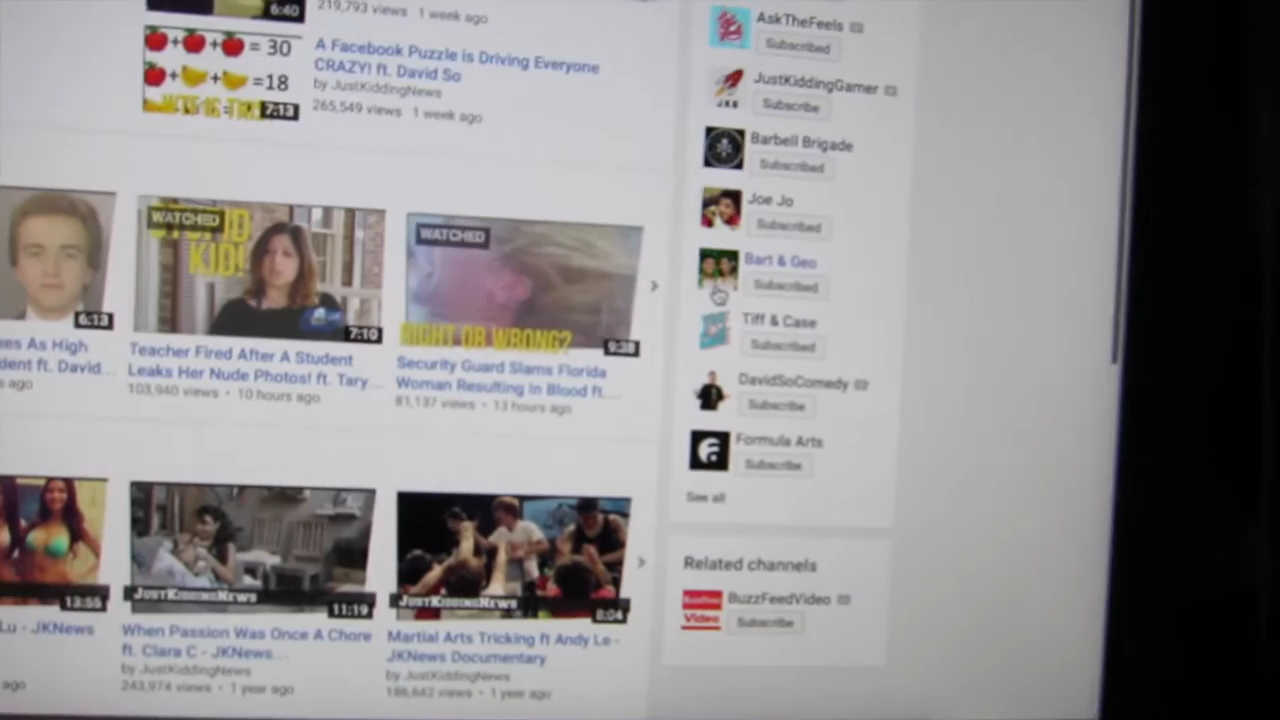 6:40
219,793 views 1 week ago
= 30
=18
7:13
A Facebook Puzzle is Driving Everyone
CRAZY! ft. David So
by JustKiddingNews
265,549 views 1 week ago
6:13
es As High
dent ft. David...
s ago
WATCHED
KID!
7:10
Teacher Fired After A Student
Leaks Her Nude Photos! ft. Tary...
103,940 views • 10 hours ago
WATCHED
RIGHT OR WRONG?
9:38
Security Guard Slams Florida
Woman Resulting In Blood ft....
81,137 views • 13 hours ago
13:55
Lu - JKNews
ago
JUSTKIDDINGNEWS
11:19
When Passion Was Once A Chore
ft. Clara C - JKNews...
by JustKiddingNews
243,974 views • 1 year ago
JUSTKIDDINGNEWS
8:04
Martial Arts Tricking ft Andy Le -
JKNews Documentary
by JustKiddingNews
186,642 views • 1 year ago
AskTheFeels
Subscribed
JustKiddingGamer
Subscribe
Barbell Brigade
Subscribed
Joe Jo
Subscribed
Bart & Geo
Subscribed
Tiff & Case
Subscribed
DavidSoComedy
Subscribe
Formula Arts
Subscribe
See all
Related channels
BuzzFeed
Video
BuzzFeedVideo
Subscribe